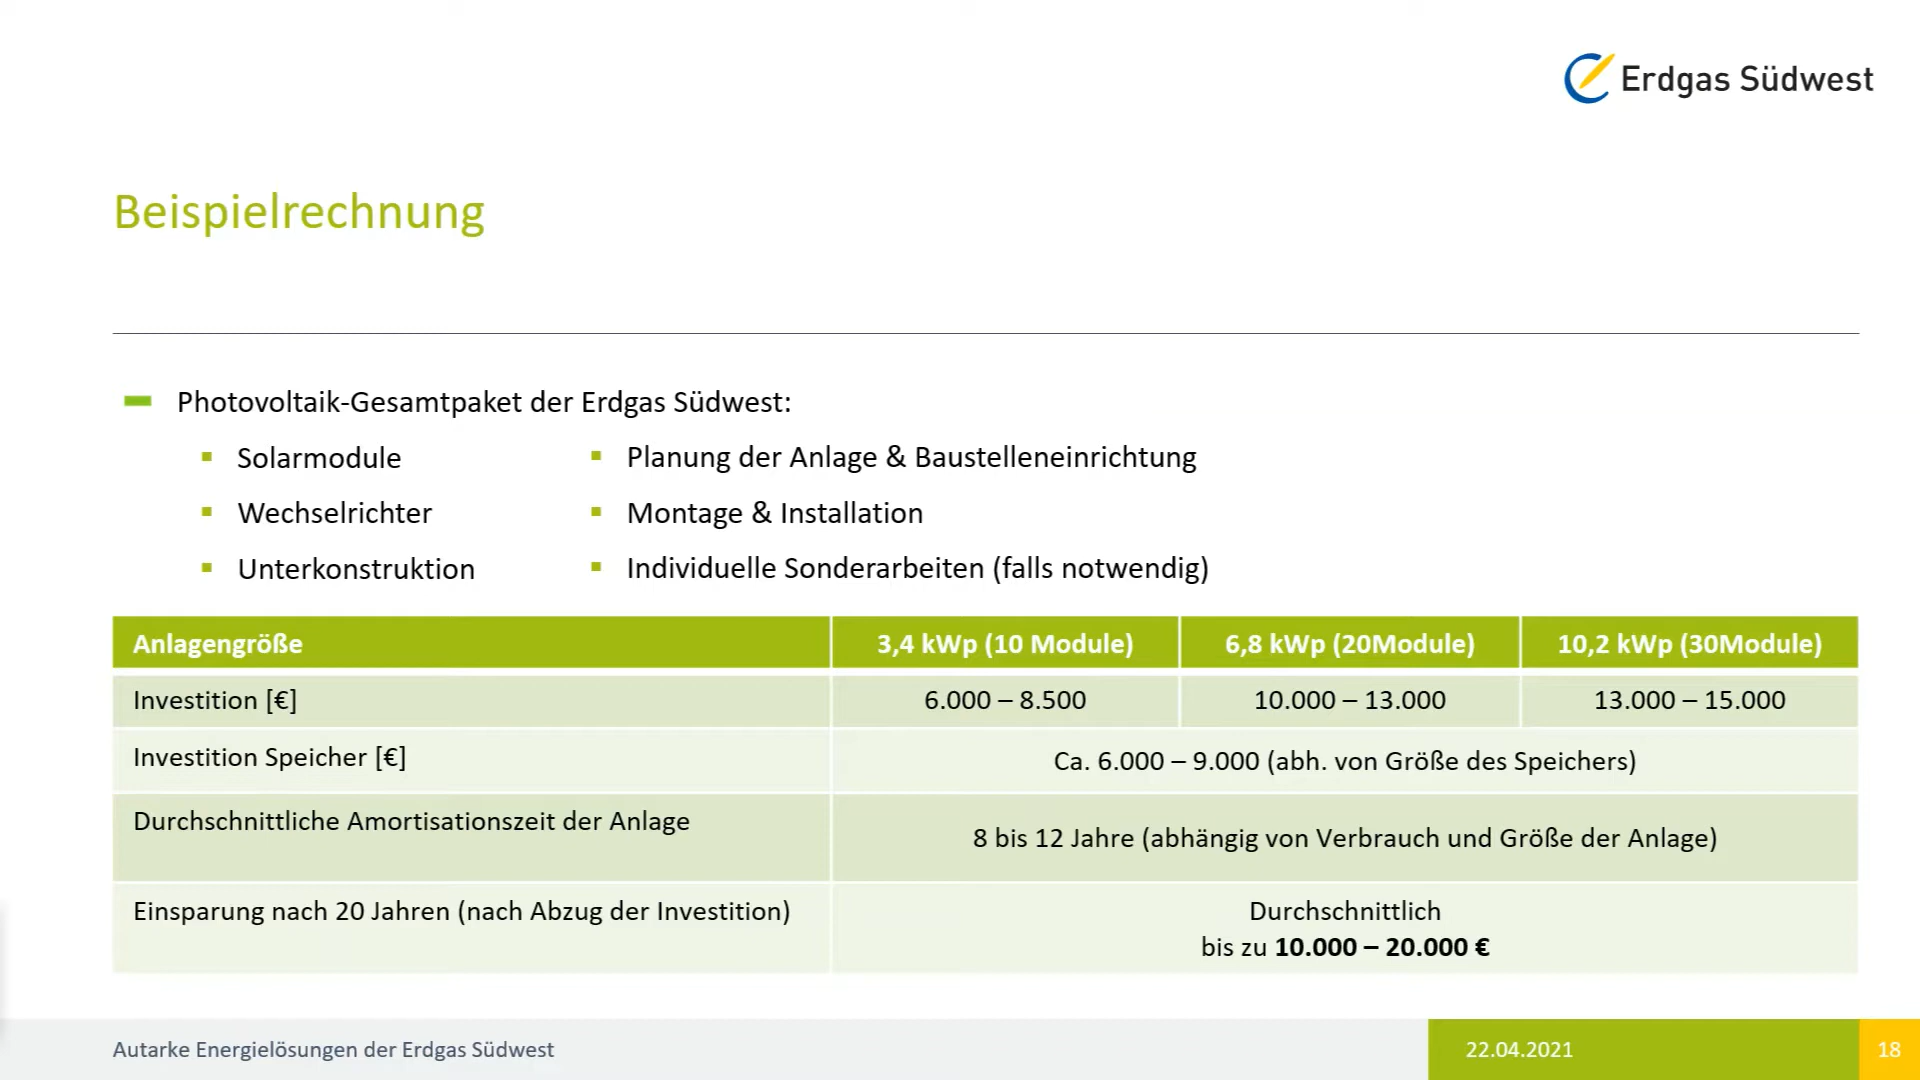 Erdgas Südwest
Beispielrechnung
Photovoltaik-Gesamtpaket der Erdgas Südwest:
Solarmodule
Wechselrichter
Unterkonstruktion
Planung der Anlage & Baustelleneinrichtung
Montage & Installation
Individuelle Sonderarbeiten (falls notwendig)
Anlagengröße 3,4 kWp (10 Module) 6,8 kWp (20Module) 10,2 kWp (30Module)
Investition [€] 6.000 – 8.500 10.000 – 13.000 13.000 – 15.000
Investition Speicher [€] Ca. 6.000 – 9.000 (abh. von Größe des Speichers)
Durchschnittliche Amortisationszeit der Anlage 8 bis 12 Jahre (abhängig von Verbrauch und Größe der Anlage)
Einsparung nach 20 Jahren (nach Abzug der Investition) Durchschnittlich
bis zu 10.000 – 20.000 €
Autarke Energielösungen der Erdgas Südwest 22.04.2021 18